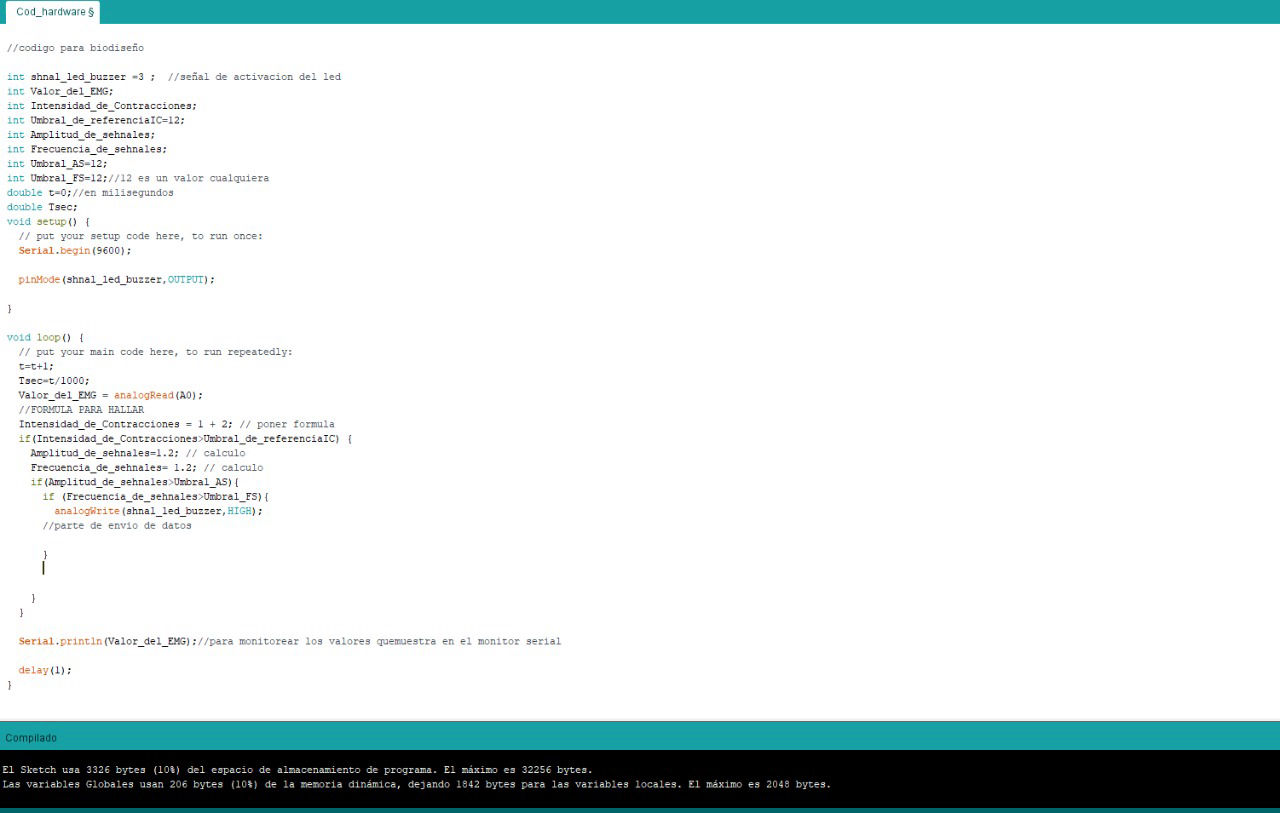 Cod_hardware §
//codigo para biodiseño
int shnal_led_buzzer =3 ;  //señal de activacion del led
int Valor_del_EMG;
int Intensidad_de_Contracciones;
int Umbral_de_referenciaIC=12;
int Amplitud_de_sehnales;
int Frecuencia_de_sehnales;
int Umbral_AS=12;
int Umbral_FS=12;//12 es un valor cualquiera
double t=0;//en milisegundos
double Tsec;
void setup() {
  // put your setup code here, to run once:
  Serial.begin(9600);
  pinMode(shnal_led_buzzer,OUTPUT);
}
void loop() {
  // put your main code here, to run repeatedly:
  t=t+1;
  Tsec=t/1000;
  Valor_del_EMG = analogRead(A0);
  //FORMULA PARA HALLAR
  Intensidad_de_Contracciones = 1 + 2; // poner formula
  if(Intensidad_de_Contracciones>Umbral_de_referenciaIC) {
    Amplitud_de_sehnales=1.2; // calculo
    Frecuencia_de_sehnales= 1.2; // calculo
    if(Amplitud_de_sehnales>Umbral_AS){
      if (Frecuencia_de_sehnales>Umbral_FS){
        analogWrite(shnal_led_buzzer,HIGH);
      //parte de envio de datos
      }
    }
  }
  Serial.println(Valor_del_EMG);//para monitorear los valores quemuestra en el monitor serial
  delay(1);
}
Compilado
El Sketch usa 3326 bytes (10%) del espacio de almacenamiento de programa. El máximo es 32256 bytes.
Las variables Globales usan 206 bytes (10%) de la memoria dinámica, dejando 1842 bytes para las variables locales. El máximo es 2048 bytes.